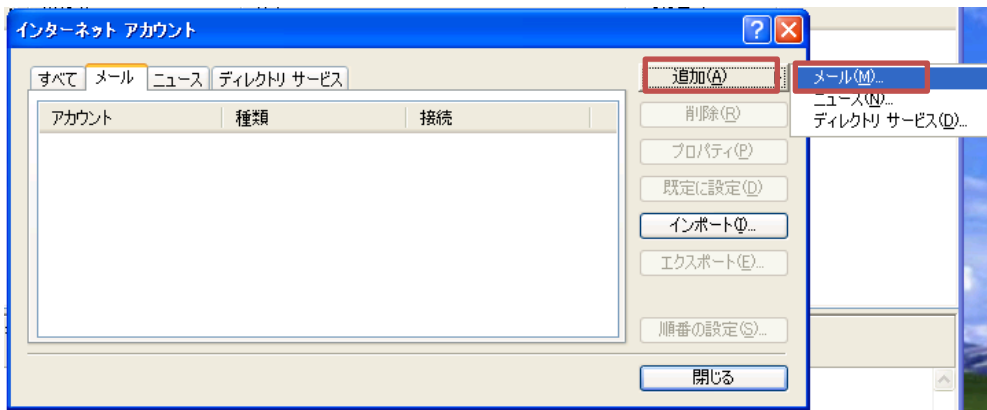 インターネット アカウント
すべて メール ニュース ディレクトリ サービス
アカウント 種類 接続
追加(A)
削除(R)
プロパティ(P)
既定に設定(D)
インポート(I)...
エクスポート(E)...
順番の設定(S)...
閉じる
メール(M)...
ニュース(N)...
ディレクトリ サービス(D)...